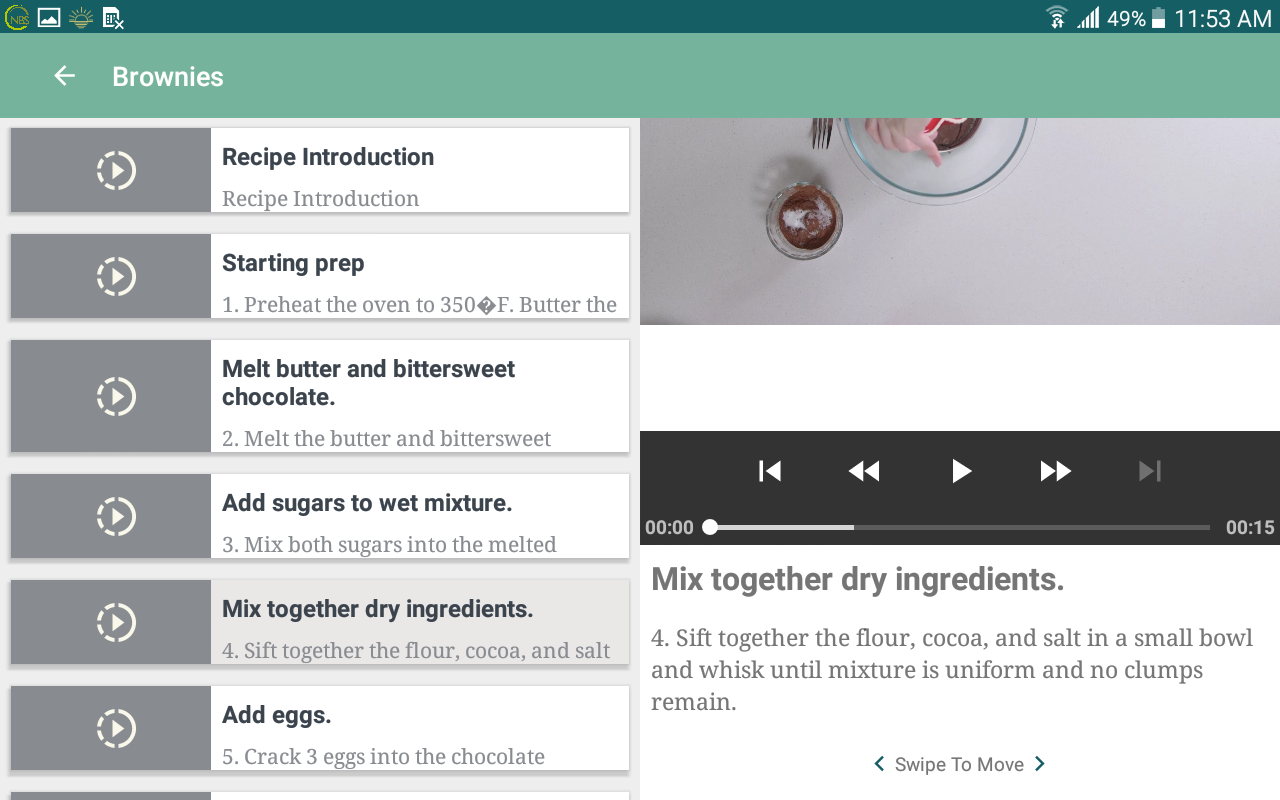 NBS
49%
11:53 AM
Brownies
Recipe Introduction
Recipe Introduction
Starting prep
1. Preheat the oven to 350�F. Butter the
Melt butter and bittersweet
chocolate.
2. Melt the butter and bittersweet
Add sugars to wet mixture.
3. Mix both sugars into the melted
Mix together dry ingredients.
4. Sift together the flour, cocoa, and salt
Add eggs.
5. Crack 3 eggs into the chocolate
00:00
00:15
Mix together dry ingredients.
4. Sift together the flour, cocoa, and salt in a small bowl
and whisk until mixture is uniform and no clumps
remain.
Swipe To Move